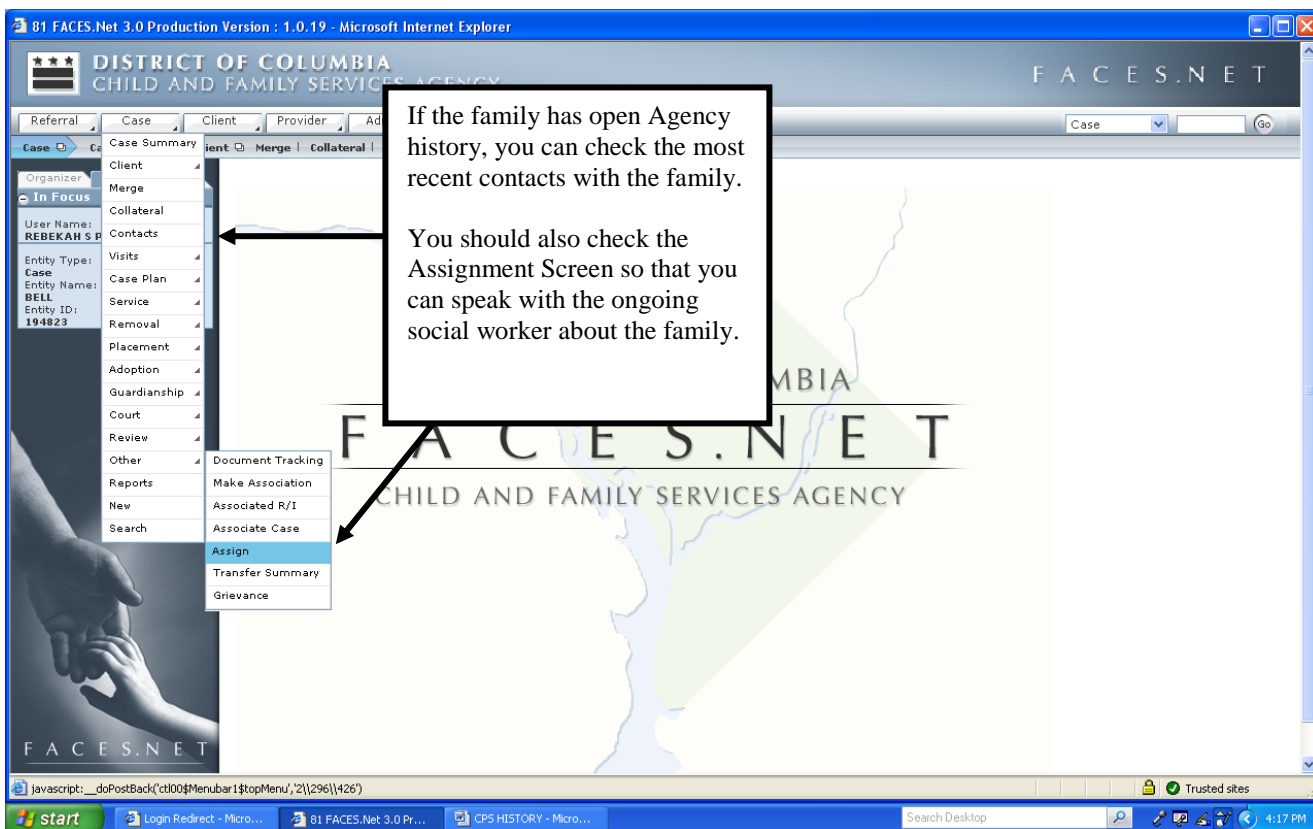 81 FACES.Net 3.0 Production Version : 1.0.19 - Microsoft Internet Explorer
DISTRICT OF COLUMBIA
CHILD AND FAMILY SERVICES AGENCY
FACES.NET
Referral Case Client Provider Ad
Case Go
Case Merge Collateral
Case Summary
Client
Merge
Collateral
Contacts
Visits
Case Plan
Service
Removal
Placement
Adoption
Guardianship
Court
Review
Other
Reports
New
Search
Document Tracking
Make Association
Associated R/I
Associate Case
Assign
Transfer Summary
Grievance
Organizer
In Focus
User Name:
REBEKAH S P
Entity Type:
Case
Entity Name:
BELL
Entity ID:
194823
If the family has open Agency
history, you can check the most
recent contacts with the family.
You should also check the
Assignment Screen so that you
can speak with the ongoing
social worker about the family.
MBIA
FACES.NET
CHILD AND FAMILY SERVICES AGENCY
FACES.NET
javascript:__doPostBack('ctl00$Menubar1$topMenu','2\\296\\426')
Trusted sites
start
Login Redirect - Micro...
81 FACES.Net 3.0 Pr...
CPS HISTORY - Micro...
Search Desktop
4:17 PM